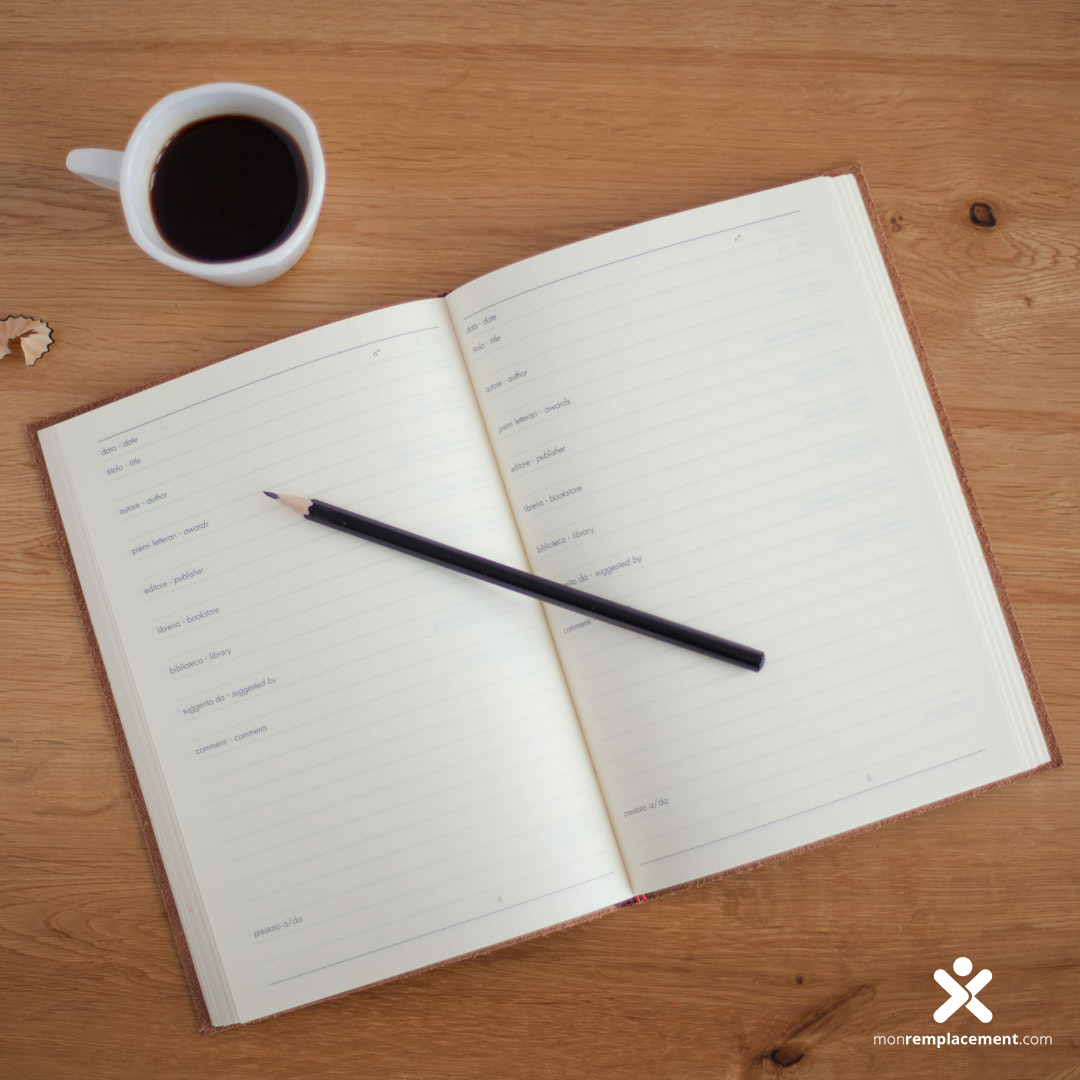 n°
data - date
titolo - title
autore - author
premi letterari - awards
editore - publisher
libreria - bookstore
biblioteca - library
suggerito da - suggested by
commenti - comments
prestato a/da
il
n°
data - date
titolo - title
autore - author
premi letterari - awards
editore - publisher
libreria - bookstore
biblioteca - library
da - suggested by
commenti
prestato a/da
il
monremplacement.com